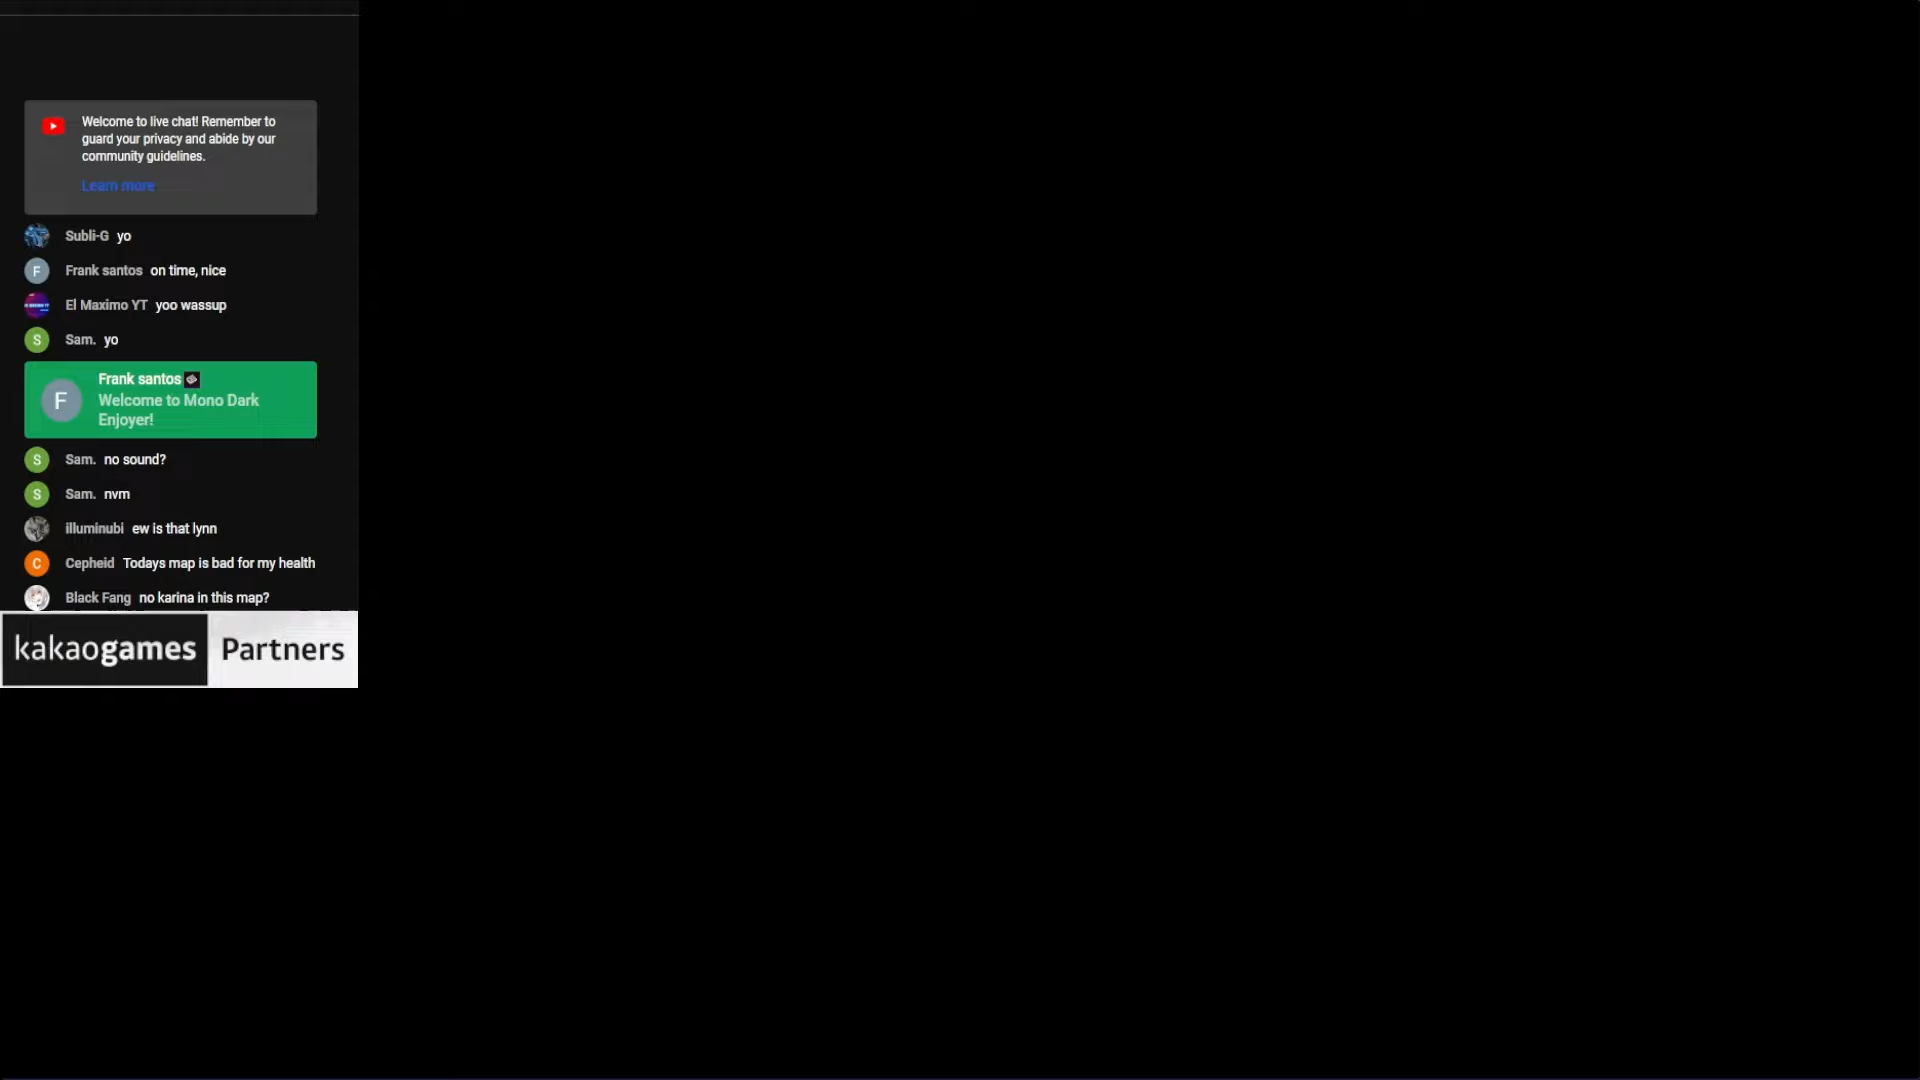 Welcome to live chat! Remember to
guard your privacy and abide by our
community guidelines.
Learn more
Subli-G yo
F Frank santos on time, nice
El Maximo YT yoo wassup
S Sam. yo
Frank santos
F Welcome to Mono Dark
Enjoyer!
S Sam. no sound?
S Sam. nvm
illuminubi ew is that lynn
C Cepheid Todays map is bad for my health
Black Fang no karina in this map?
kakaogames Partners